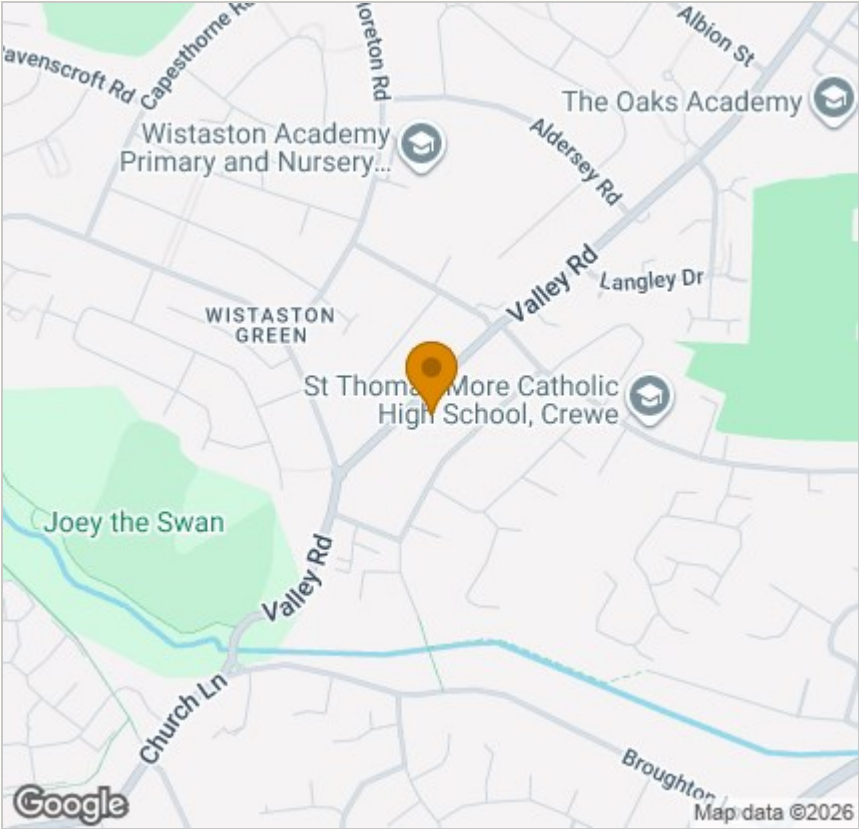 Albion St
Capesthorne Rd
Moreton Rd
Ravenscroft Rd
The Oaks Academy
Wistaston Academy
Primary and Nursery...
Aldersey Rd
Valley Rd
Langley Dr
WISTASTON
GREEN
St Thomas More Catholic
High School, Crewe
Joey the Swan
Valley Rd
Church Ln
Broughton
Google
Map data ©2026